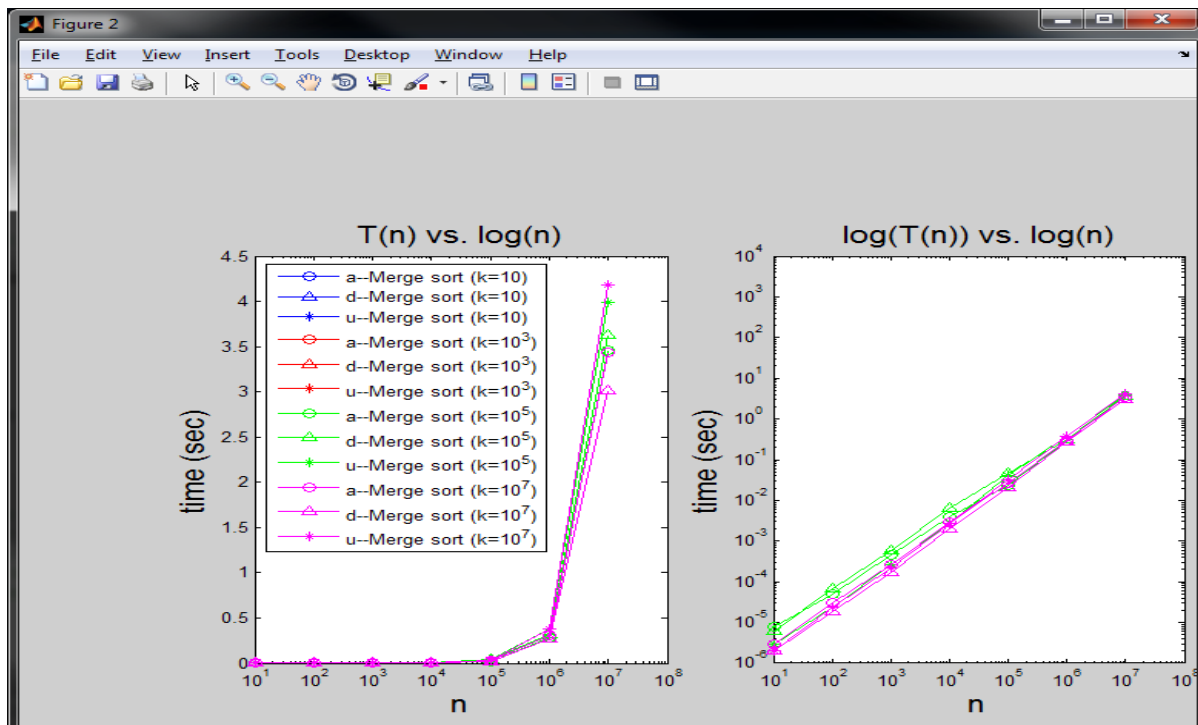 Figure 2
File Edit View Insert Tools Desktop Window Help
T(n) vs. log(n)
4.5
4
3.5
3
2.5
2
1.5
1
0.5
0
time (sec)
a--Merge sort (k=10)
d--Merge sort (k=10)
u--Merge sort (k=10)
a--Merge sort (k=10^3)
d--Merge sort (k=10^3)
u--Merge sort (k=10^3)
a--Merge sort (k=10^5)
d--Merge sort (k=10^5)
u--Merge sort (k=10^5)
a--Merge sort (k=10^7)
d--Merge sort (k=10^7)
u--Merge sort (k=10^7)
10^1 10^2 10^3 10^4 10^5 10^6 10^7 10^8
n
log(T(n)) vs. log(n)
10^4
10^3
10^2
10^1
10^0
10^-1
10^-2
10^-3
10^-4
10^-5
10^-6
time (sec)
10^1 10^2 10^3 10^4 10^5 10^6 10^7 10^8
n